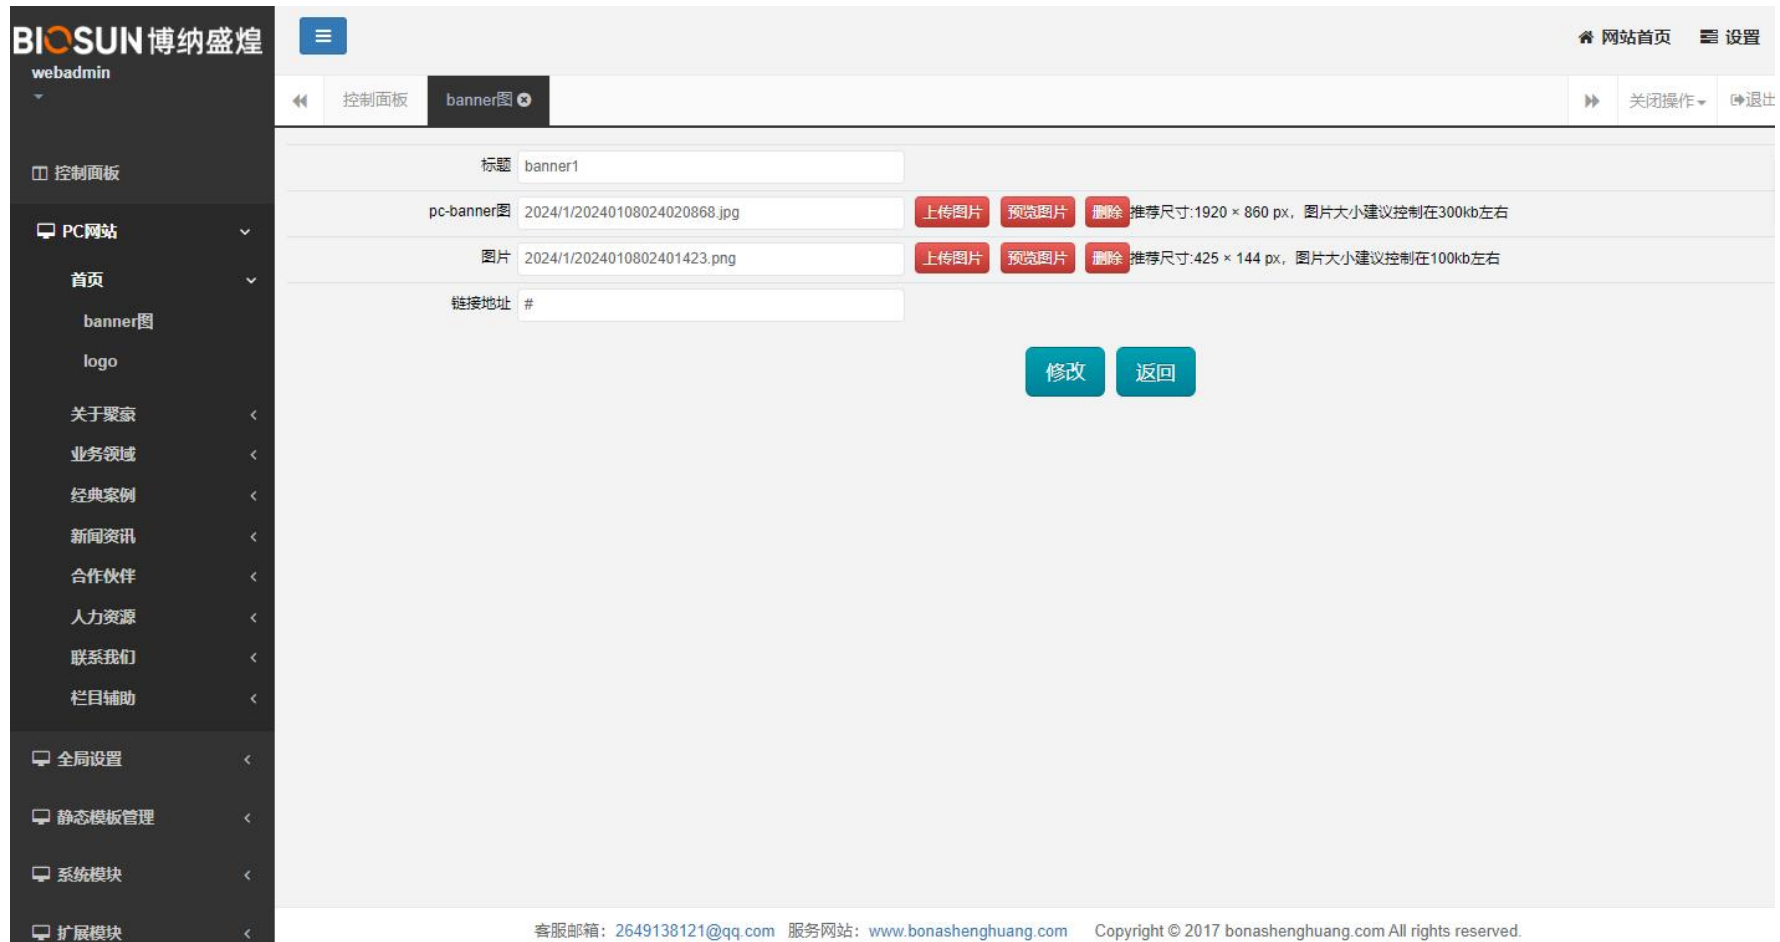 BIOSUN博纳盛煌
webadmin
网站首页
设置
控制面板
banner图
关闭操作
退出
控制面板
PC网站
首页
banner图
logo
关于聚豪
业务领域
经典案例
新闻资讯
合作伙伴
人力资源
联系我们
栏目辅助
全局设置
静态模板管理
系统模块
扩展模块
标题 banner1
pc-banner图 2024/1/20240108024020868.jpg 上传图片 预览图片 删除 推荐尺寸:1920 × 860 px，图片大小建议控制在300kb左右
图片 2024/1/2024010802401423.png 上传图片 预览图片 删除 推荐尺寸:425 × 144 px，图片大小建议控制在100kb左右
链接地址 #
修改 返回
客服邮箱：2649138121@qq.com 服务网站：www.bonashenghuang.com Copyright © 2017 bonashenghuang.com All rights reserved.